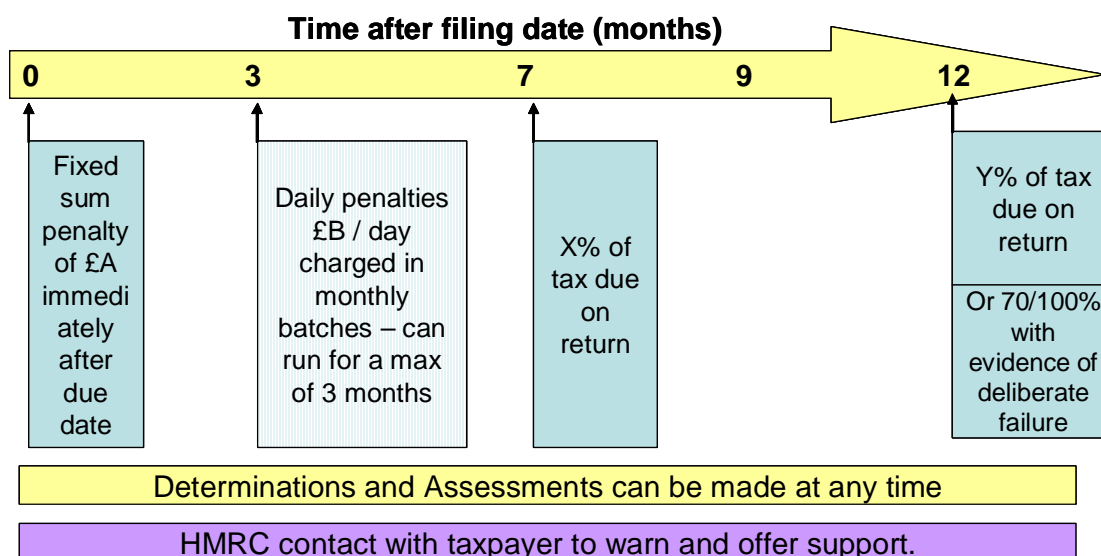 Time after filing date (months)
0 3 7 9 12
Fixed
sum
penalty
of £A
immedi
ately
after
due
date
Daily penalties
£B / day
charged in
monthly
batches – can
run for a max
of 3 months
X% of
tax due
on
return
Y% of tax
due on
return
Or 70/100%
with
evidence of
deliberate
failure
Determinations and Assessments can be made at any time
HMRC contact with taxpayer to warn and offer support.